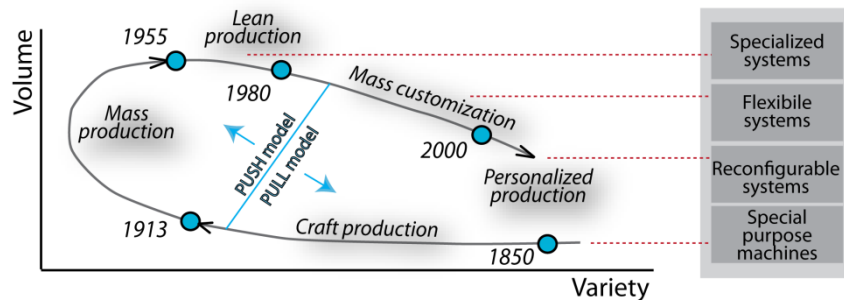 Volume
1955
Lean
production
1980
Mass customization
Mass
production
PUSH model
PULL model
2000
Personalized
production
1913
Craft production
1850
Variety
Specialized
systems
Flexibile
systems
Reconfigurable
systems
Special
purpose
machines